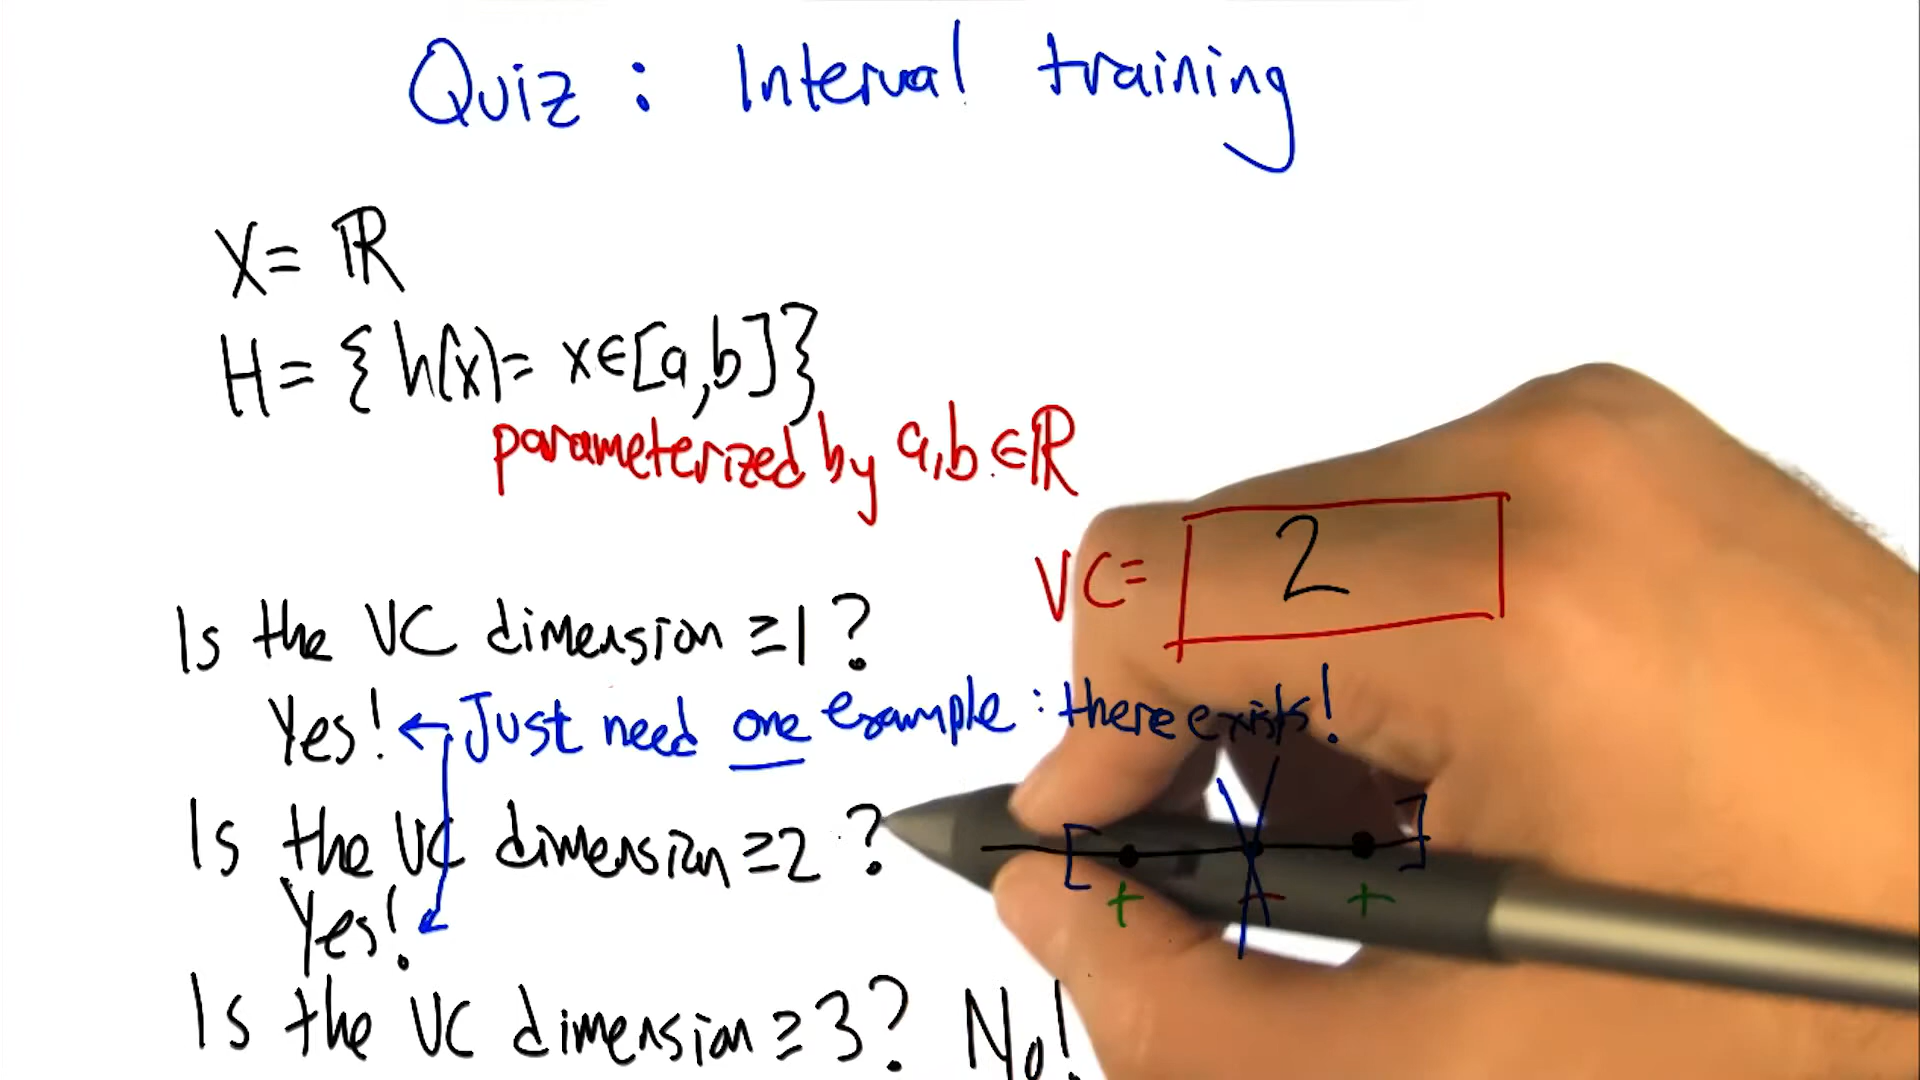 Quiz : Interval training
X= ℝ
H= { h(x)= x∈[a,b]}
parameterized by a,b ∈ℝ
VC= 2
Is the VC dimension ≥1?
Yes! ← Just need one example : there exists!
Is the VC dimension ≥2 ?
Yes!
[ ]
+ - +
Is the VC dimension ≥3? No!